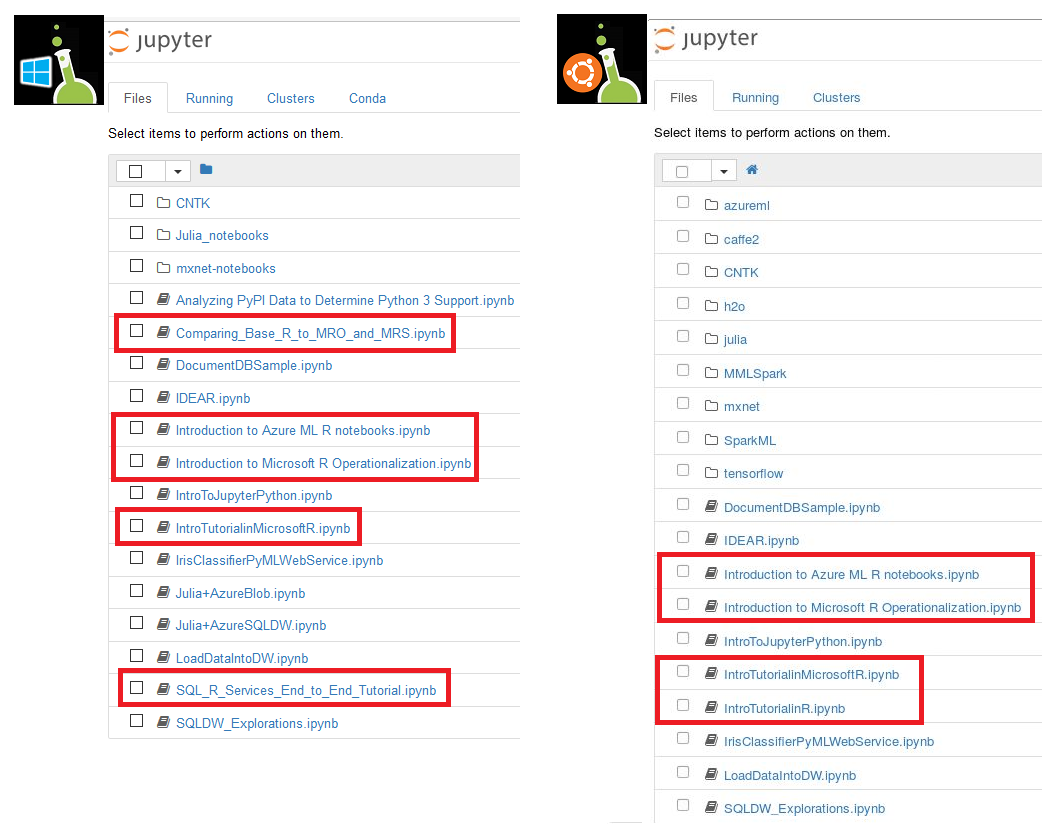 jupyter
Files Running Clusters Conda
Select items to perform actions on them.
CNTK
Julia_notebooks
mxnet-notebooks
Analyzing PyPI Data to Determine Python 3 Support.ipynb
Comparing_Base_R_to_MRO_and_MRS.ipynb
DocumentDBSample.ipynb
IDEAR.ipynb
Introduction to Azure ML R notebooks.ipynb
Introduction to Microsoft R Operationalization.ipynb
IntroToJupyterPython.ipynb
IntroTutorialinMicrosoftR.ipynb
IrisClassifierPyMLWebService.ipynb
Julia+AzureBlob.ipynb
Julia+AzureSQLDW.ipynb
LoadDataIntoDW.ipynb
SQL_R_Services_End_to_End_Tutorial.ipynb
SQLDW_Explorations.ipynb
jupyter
Files Running Clusters
Select items to perform actions on them.
azureml
caffe2
CNTK
h2o
julia
MMLSpark
mxnet
SparkML
tensorflow
DocumentDBSample.ipynb
IDEAR.ipynb
Introduction to Azure ML R notebooks.ipynb
Introduction to Microsoft R Operationalization.ipynb
IntroToJupyterPython.ipynb
IntroTutorialinMicrosoftR.ipynb
IntroTutorialinR.ipynb
IrisClassifierPyMLWebService.ipynb
LoadDataIntoDW.ipynb
SQLDW_Explorations.ipynb